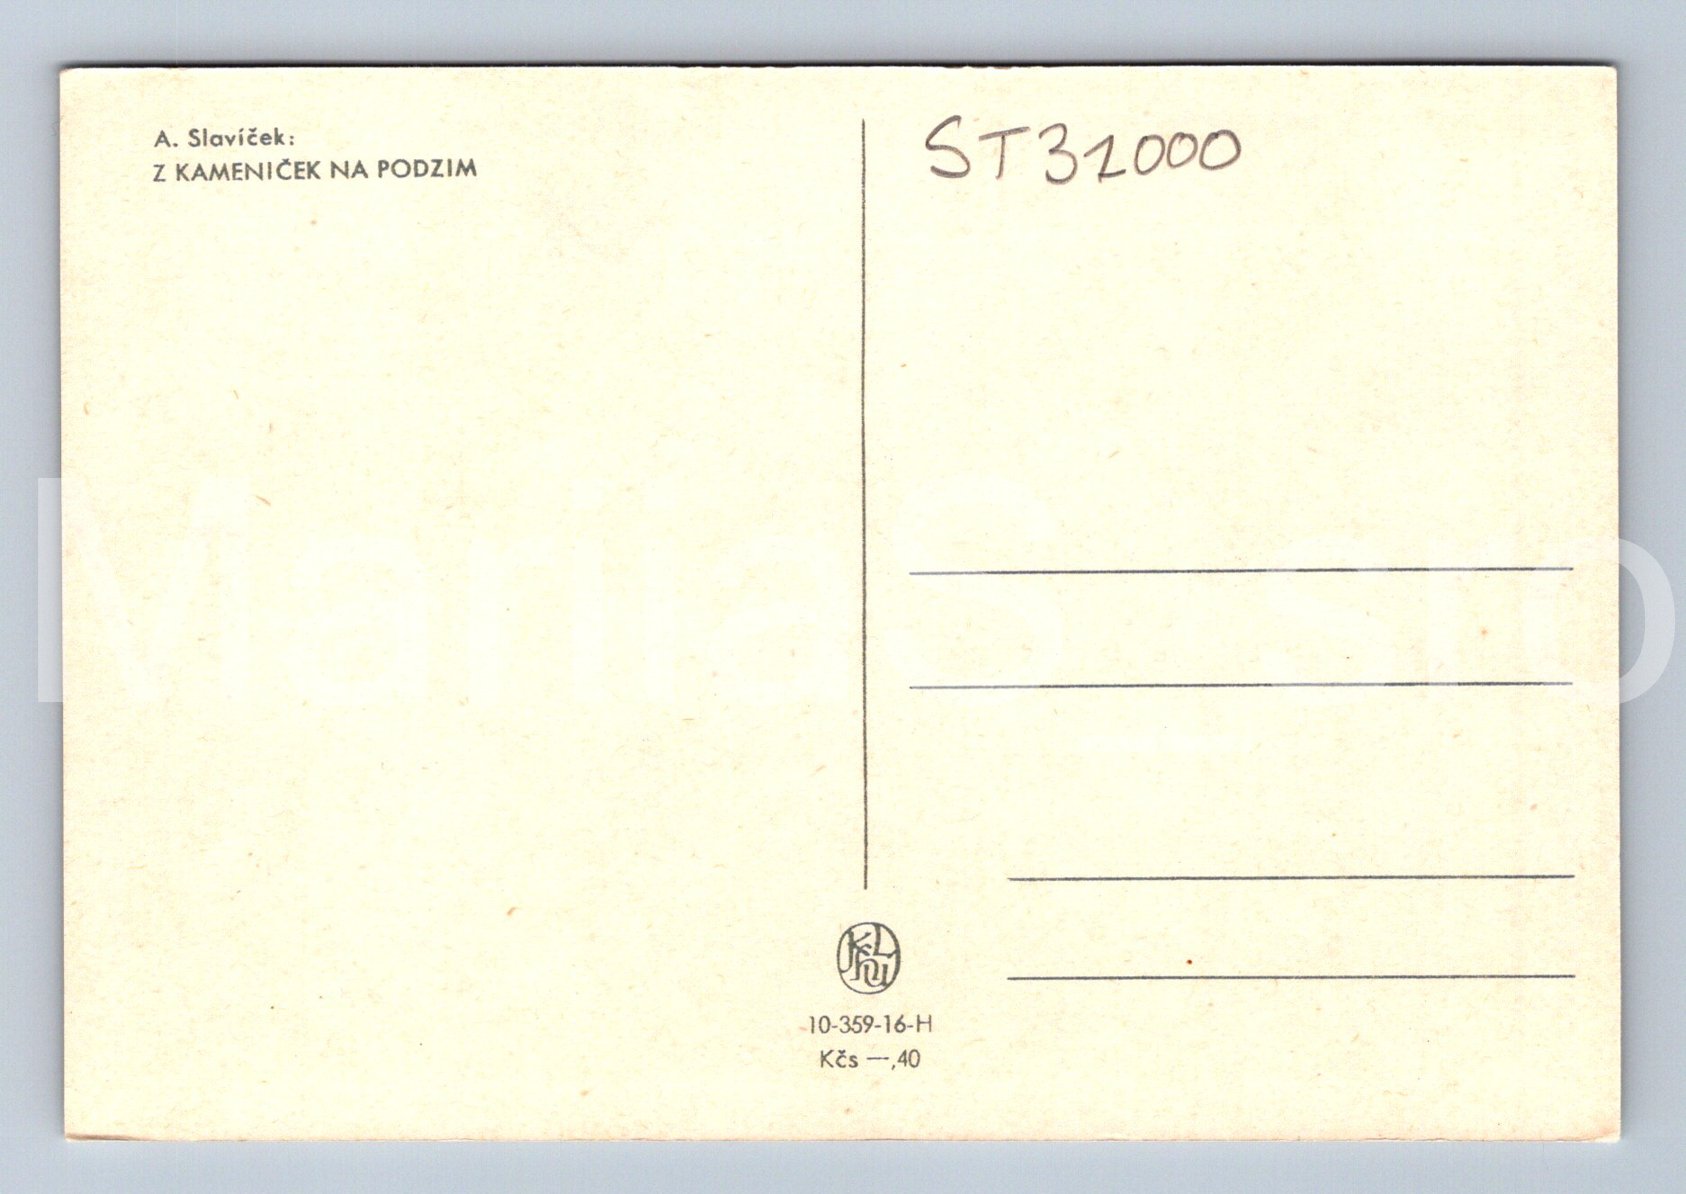 A. Slavíček:
Z KAMENIČEK NA PODZIM
ST31000
10-359-16-H
Kčs —,40